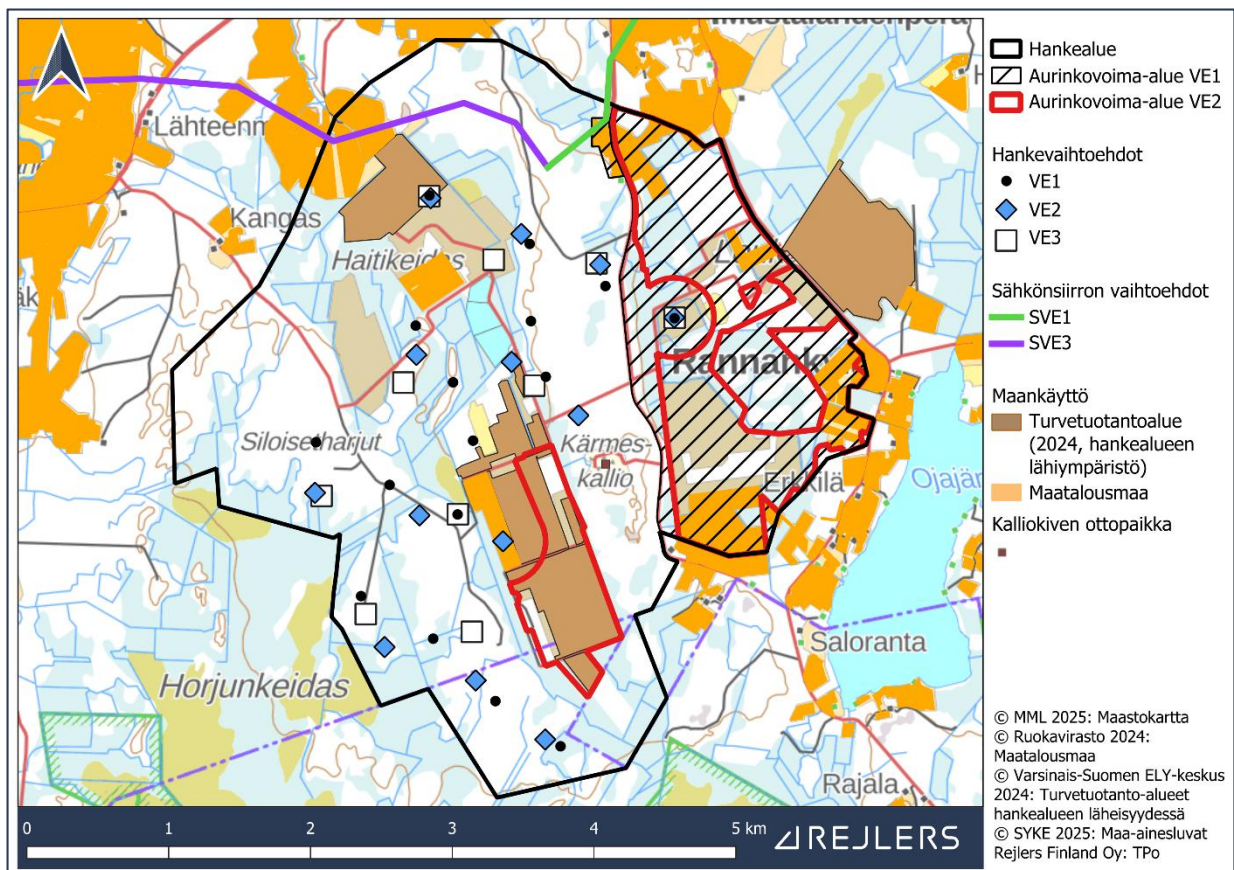 Lähteenm
Kangas
Haitikeidas
Siloisetharjut
Kärmes-
kallio
Rannank
Erkkilä
Ojajär
Horjunkeidas
Saloranta
Rajala
0 1 2 3 4 5 km
REJLERS
Hankealue
Aurinkovoima-alue VE1
Aurinkovoima-alue VE2
Hankevaihtoehdot
VE1
VE2
VE3
Sähkönsiirron vaihtoehdot
SVE1
SVE3
Maankäyttö
Turvetuotantoalue
(2024, hankealueen
lähiympäristö)
Maatalousmaa
Kalliokiven ottopaikka
© MML 2025: Maastokartta
© Ruokavirasto 2024:
Maatalousmaa
© Varsinais-Suomen ELY-keskus
2024: Turvetuotanto-alueet
hankealueen läheisyydessä
© SYKE 2025: Maa-ainesluvat
Rejlers Finland Oy: TPo